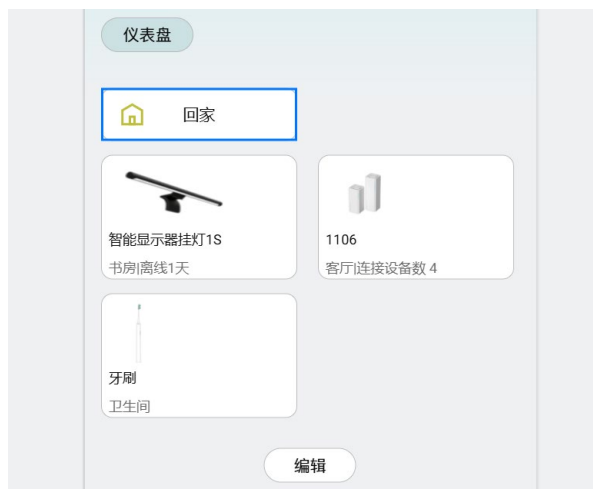 仪表盘
回家
智能显示器挂灯1S
书房|离线1天
1106
客厅|连接设备数 4
牙刷
卫生间
编辑